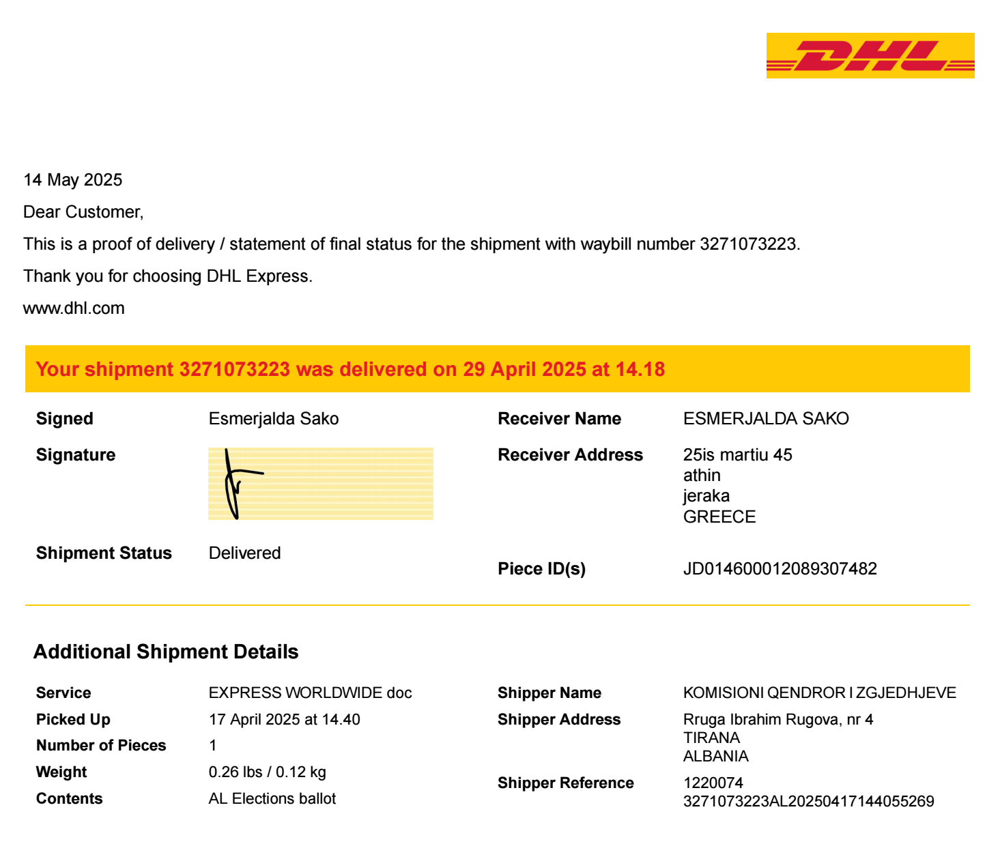 DHL
14 May 2025
Dear Customer,
This is a proof of delivery / statement of final status for the shipment with waybill number 3271073223.
Thank you for choosing DHL Express.
www.dhl.com
Your shipment 3271073223 was delivered on 29 April 2025 at 14.18
Signed Esmerjalda Sako
Signature
Shipment Status Delivered
Receiver Name ESMERJALDA SAKO
Receiver Address 25is martiu 45
athin
jeraka
GREECE
Piece ID(s) JD014600012089307482
Additional Shipment Details
Service EXPRESS WORLDWIDE doc
Picked Up 17 April 2025 at 14.40
Number of Pieces 1
Weight 0.26 lbs / 0.12 kg
Contents AL Elections ballot
Shipper Name KOMISIONI QENDROR I ZGJEDHJEVE
Shipper Address Rruga Ibrahim Rugova, nr 4
TIRANA
ALBANIA
Shipper Reference 1220074
3271073223AL20250417144055269